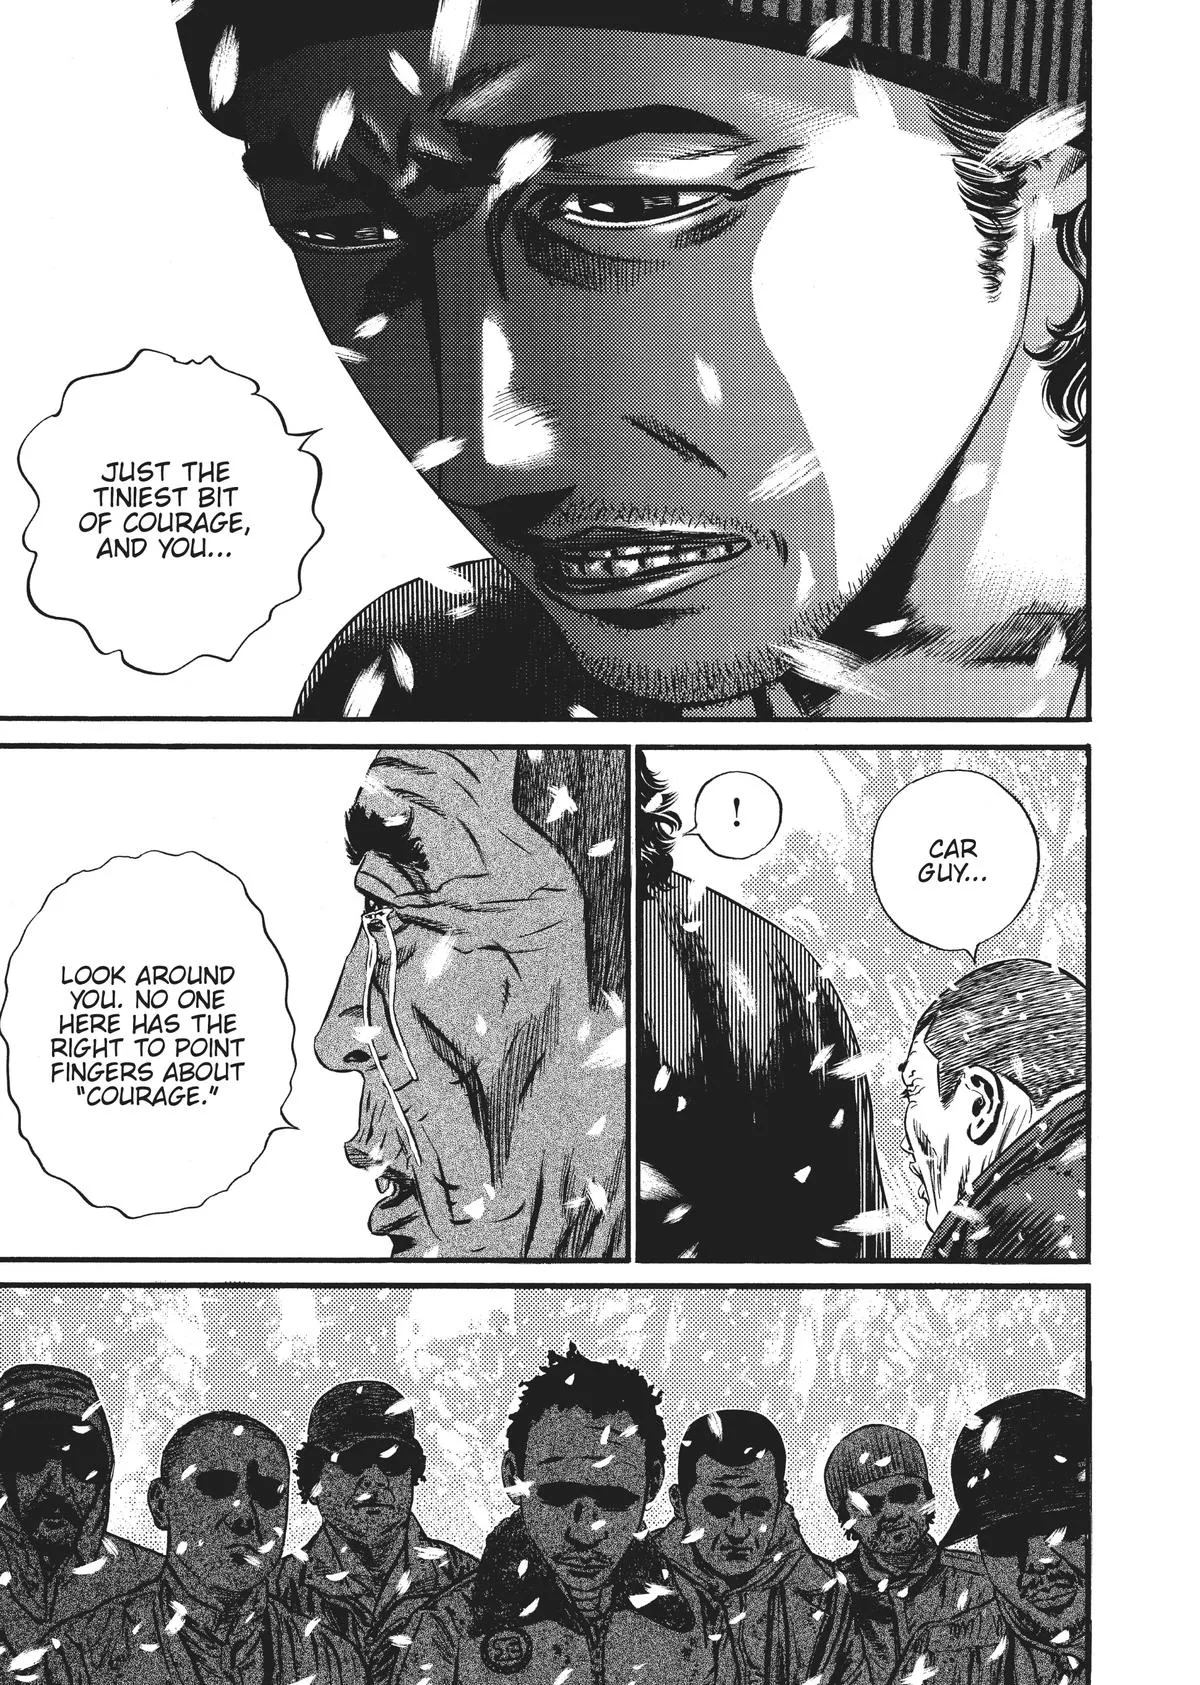 JUST THE
TINIEST BIT
OF COURAGE,
AND YOU...
CAR
GUY...
!
LOOK AROUND
YOU. NO ONE
HERE HAS THE
RIGHT TO POINT
FINGERS ABOUT
"COURAGE."